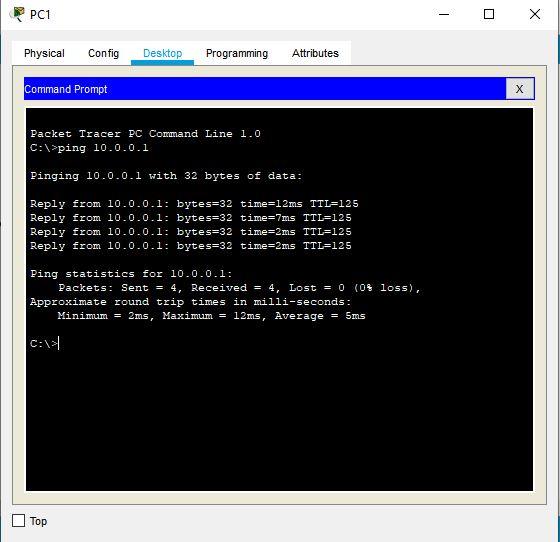 PC1
Physical Config Desktop Programming Attributes
Command Prompt X
Packet Tracer PC Command Line 1.0
C:\>ping 10.0.0.1
Pinging 10.0.0.1 with 32 bytes of data:
Reply from 10.0.0.1: bytes=32 time=12ms TTL=125
Reply from 10.0.0.1: bytes=32 time=7ms TTL=125
Reply from 10.0.0.1: bytes=32 time=2ms TTL=125
Reply from 10.0.0.1: bytes=32 time=2ms TTL=125
Ping statistics for 10.0.0.1:
Packets: Sent = 4, Received = 4, Lost = 0 (0% loss),
Approximate round trip times in milli-seconds:
Minimum = 2ms, Maximum = 12ms, Average = 5ms
C:\>
Top